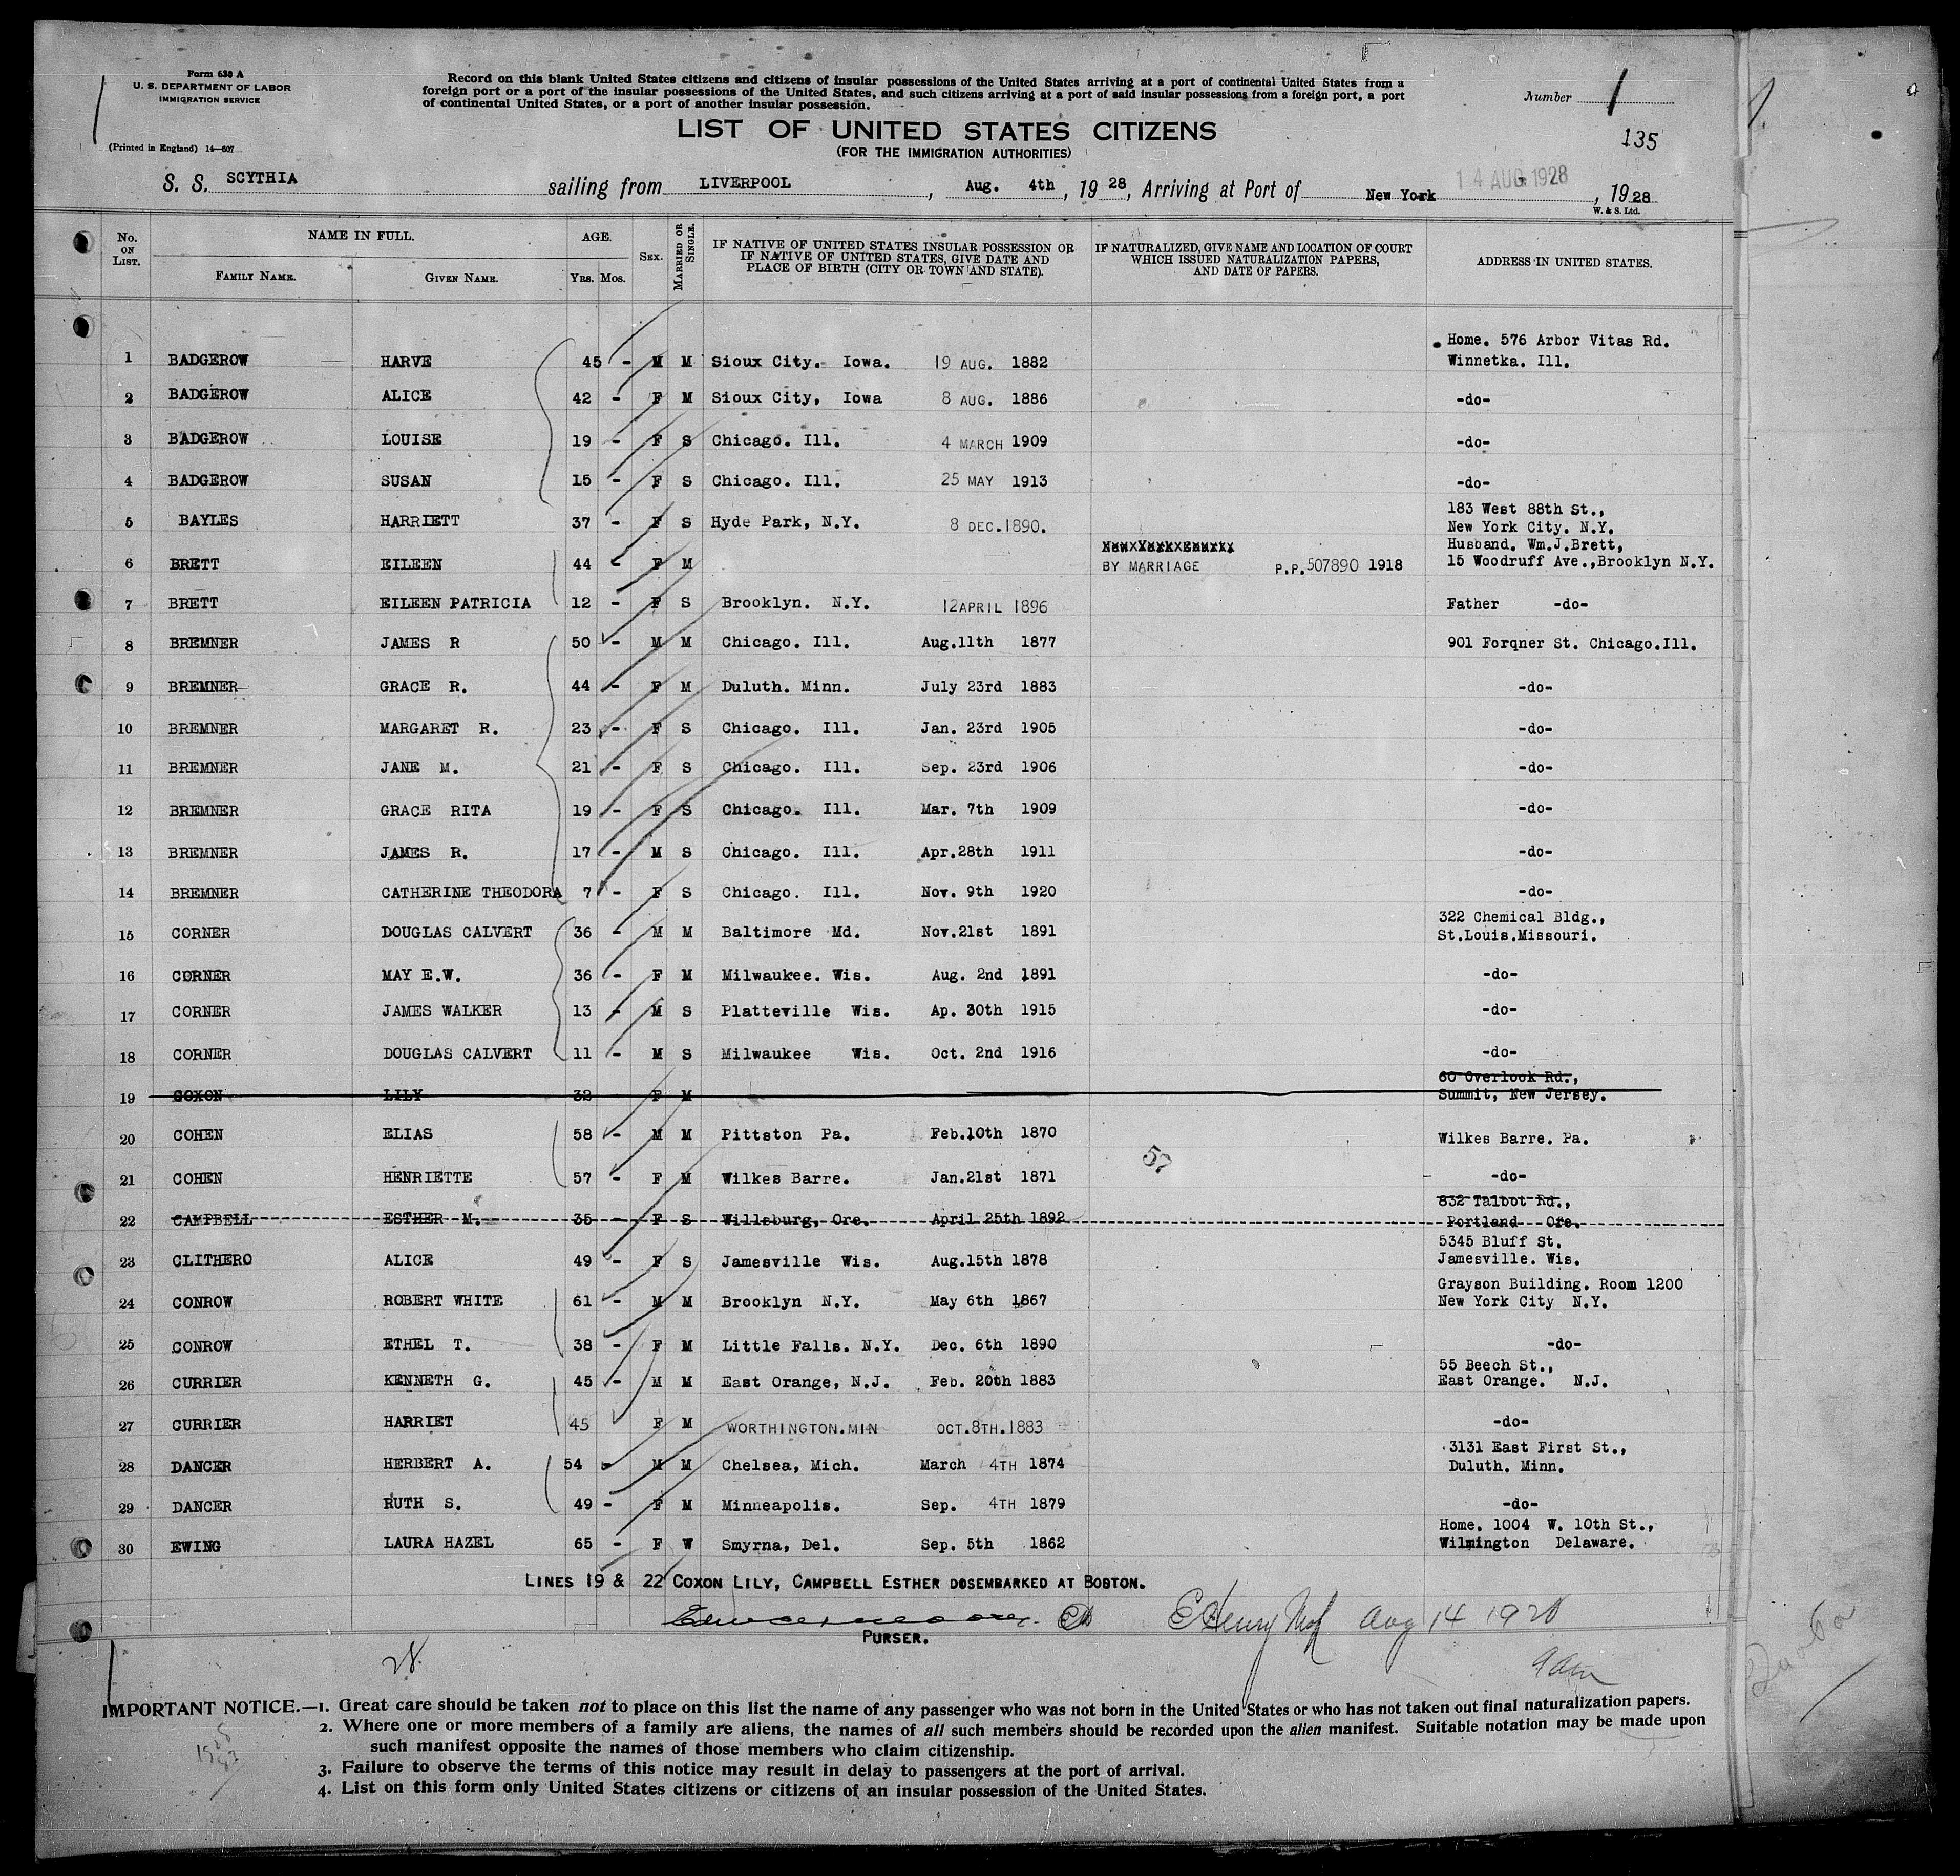 Form 630 A
U. S. DEPARTMENT OF LABOR
IMMIGRATION SERVICE
(Printed in England) 14—607
Record on this blank United States citizens and citizens of insular possessions of the United States arriving at a port of continental United States from a
foreign port or a port of the insular possessions of the United States, and such citizens arriving at a port of said insular possessions from a foreign port, a port
of continental United States, or a port of another insular possession.
Number 1
135
LIST OF UNITED STATES CITIZENS
(FOR THE IMMIGRATION AUTHORITIES)
S. S. SCYTHIA sailing from LIVERPOOL, Aug. 4th, 1928, Arriving at Port of New York 14 AUG 1928, 1928
W. & S. Ltd.
No. ON LIST. NAME IN FULL. FAMILY NAME. GIVEN NAME. AGE. YRS. MOS. SEX. MARRIED OR SINGLE. IF NATIVE OF UNITED STATES INSULAR POSSESSION OR IF NATIVE OF UNITED STATES, GIVE DATE AND PLACE OF BIRTH (CITY OR TOWN AND STATE). IF NATURALIZED, GIVE NAME AND LOCATION OF COURT WHICH ISSUED NATURALIZATION PAPERS, AND DATE OF PAPERS. ADDRESS IN UNITED STATES.
Home. 576 Arbor Vitas Rd.
1 BADGEROW HARVE 45 - M M Sioux City. Iowa. 19 AUG. 1882 Winnetka. Ill.
2 BADGEROW ALICE 42 - F M Sioux City, Iowa 8 AUG. 1886 -do-
3 BADGEROW LOUISE 19 - F S Chicago. Ill. 4 MARCH 1909 -do-
4 BADGEROW SUSAN 15 - F S Chicago. Ill. 25 MAY 1913 -do-
183 West 88th St.,
5 BAYLES HARRIETT 37 - F S Hyde Park, N.Y. 8 DEC. 1890. New York City. N.Y.
Husband. Wm.J.Brett,
6 BRETT EILEEN 44 - F M BY MARRIAGE P.P. 507890 1918 15 Woodruff Ave.,Brooklyn N.Y.
7 BRETT EILEEN PATRICIA 12 - F S Brooklyn. N.Y. 12 APRIL 1896 Father -do-
8 BREMNER JAMES R 50 - M M Chicago. Ill. Aug.11th 1877 901 Forqner St. Chicago.Ill.
9 BREMNER GRACE R. 44 - F M Duluth. Minn. July 23rd 1883 -do-
10 BREMNER MARGARET R. 23 - F S Chicago. Ill. Jan. 23rd 1905 -do-
11 BREMNER JANE M. 21 - F S Chicago. Ill. Sep. 23rd 1906 -do-
12 BREMNER GRACE RITA 19 - F S Chicago. Ill. Mar. 7th 1909 -do-
13 BREMNER JAMES R. 17 - M S Chicago. Ill. Apr.28th 1911 -do-
14 BREMNER CATHERINE THEODORA 7 - F S Chicago. Ill. Nov. 9th 1920 -do-
322 Chemical Bldg.,
15 CORNER DOUGLAS CALVERT 36 - M M Baltimore Md. Nov.21st 1891 St.Louis.Missouri.
16 CORNER MAY E.W. 36 - F M Milwaukee. Wis. Aug. 2nd 1891 -do-
17 CORNER JAMES WALKER 13 - M S Platteville Wis. Ap. 30th 1915 -do-
18 CORNER DOUGLAS CALVERT 11 - M S Milwaukee Wis. Oct. 2nd 1916 -do-
60 Overlook Rd.,
19 COXON LILY 32 F M Summit, New Jersey.
20 COHEN ELIAS 58 - M M Pittston Pa. Feb.10th 1870 Wilkes Barre. Pa.
57
21 COHEN HENRIETTE 57 - F M Wilkes Barre. Jan.21st 1871 -do-
832 Talbot Rd.,
22 CAMPBELL ESTHER M. 35 - F S Willsburg, Ore. April 25th 1892 Portland Ore.
5345 Bluff St.
23 CLITHERO ALICE 49 - F S Jamesville Wis. Aug.15th 1878 Jamesville. Wis.
Grayson Building. Room 1200
24 CONROW ROBERT WHITE 61 - M M Brooklyn N.Y. May 6th 1867 New York City N.Y.
25 CONROW ETHEL T. 38 - F M Little Falls. N.Y. Dec. 6th 1890 -do-
55 Beech St.,
26 CURRIER KENNETH G. 45 - M M East Orange, N.J. Feb. 20th 1883 East Orange. N.J.
27 CURRIER HARRIET 45 F M WORTHINGTON.MIN OCT.8TH.1883 -do-
3131 East First St.,
28 DANCER HERBERT A. 54 - M M Chelsea, Mich. March 4TH 1874 Duluth. Minn.
29 DANCER RUTH S. 49 - F M Minneapolis. Sep. 4TH 1879 -do-
Home. 1004 W. 10th St.,
30 EWING LAURA HAZEL 65 - F W Smyrna, Del. Sep. 5th 1862 Wilmington Delaware.
LINES 19 & 22 COXON LILY, CAMPBELL ESTHER DOSEMBARKED AT BOSTON.
Aug 14 1928
PURSER.
9 am
IMPORTANT NOTICE.—1. Great care should be taken not to place on this list the name of any passenger who was not born in the United States or who has not taken out final naturalization papers.
2. Where one or more members of a family are aliens, the names of all such members should be recorded upon the alien manifest. Suitable notation may be made upon
such manifest opposite the names of those members who claim citizenship.
3. Failure to observe the terms of this notice may result in delay to passengers at the port of arrival.
4. List on this form only United States citizens or citizens of an insular possession of the United States.